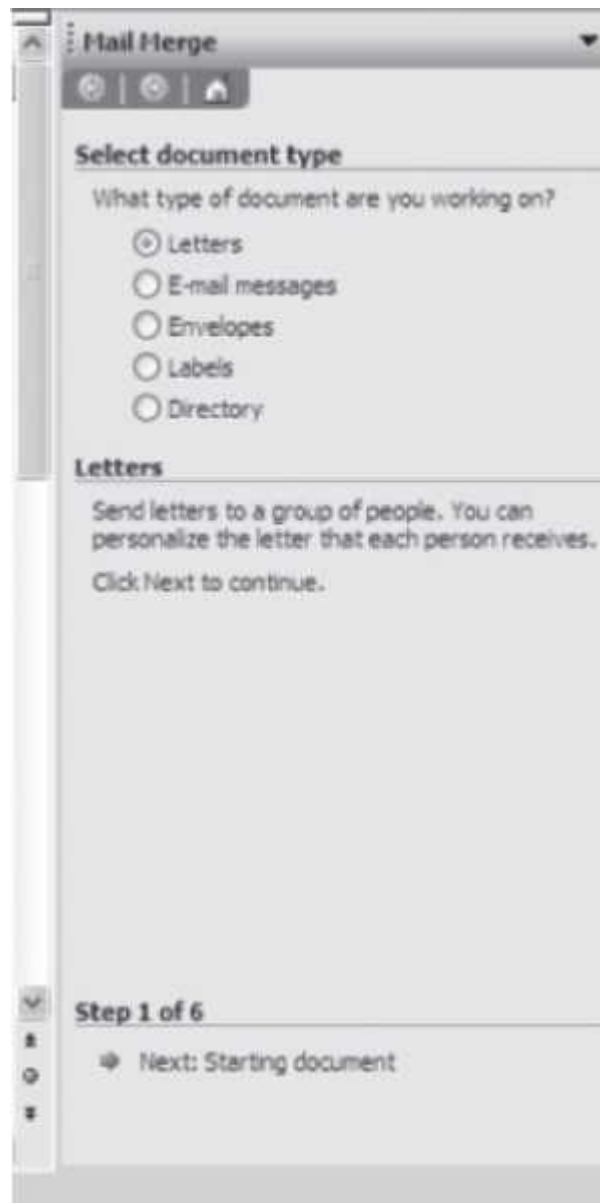 Mail Merge
Select document type
What type of document are you working on?
Letters
E-mail messages
Envelopes
Labels
Directory
Letters
Send letters to a group of people. You can
personalize the letter that each person receives.
Click Next to continue.
Step 1 of 6
Next: Starting document